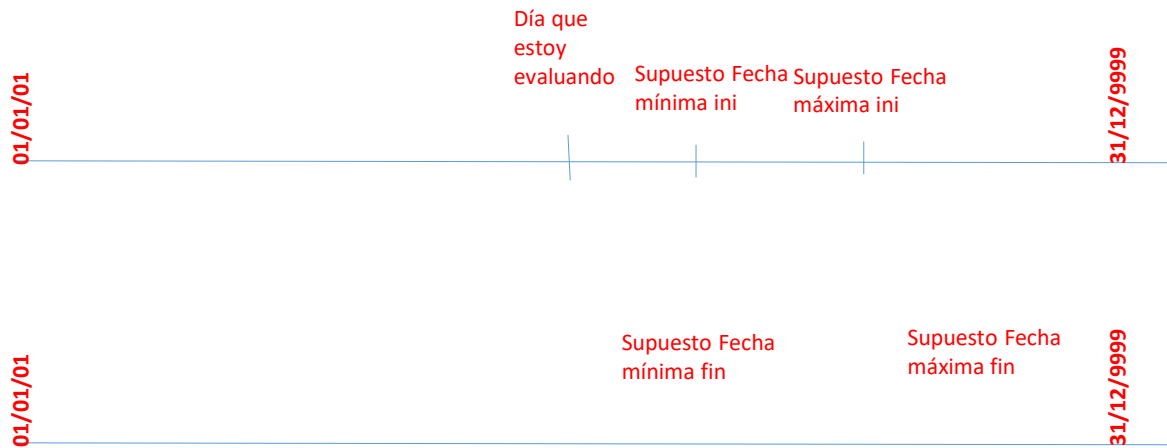 Día que
estoy
evaluando
Supuesto Fecha
mínima ini
Supuesto Fecha
máxima ini
01/01/01
31/12/9999
Supuesto Fecha
mínima fin
Supuesto Fecha
máxima fin
01/01/01
31/12/9999